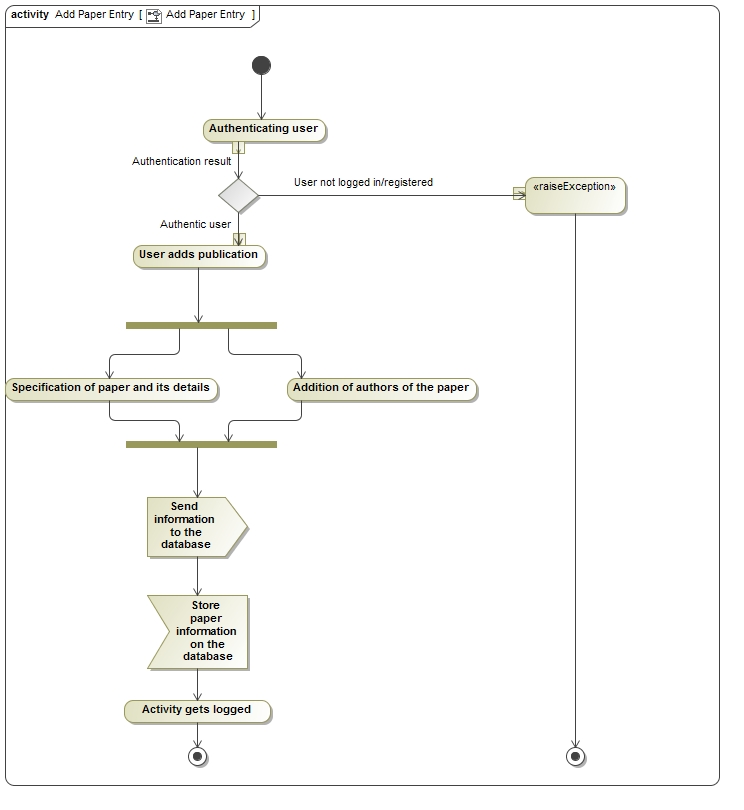 activity Add Paper Entry [ Add Paper Entry ]
Authenticating user
Authentication result
User not logged in/registered
«raiseException»
Authentic user
User adds publication
Specification of paper and its details
Addition of authors of the paper
Send
information
to the
database
Store
paper
information
on the
database
Activity gets logged